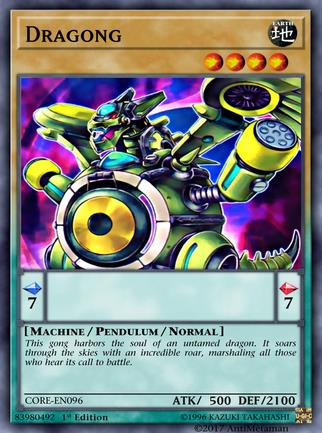 DRAGONG
EARTH
地
7 7
[MACHINE / PENDULUM / NORMAL]
This gong harbors the soul of an untamed dragon. It soars
through the skies with an incredible roar, marshaling all those
who hear its call to battle.
CORE-EN096 ATK/ 500 DEF/2100
83980492 1st Edition ©1996 KAZUKI TAKAHASHI
©2017 AntiMetaman